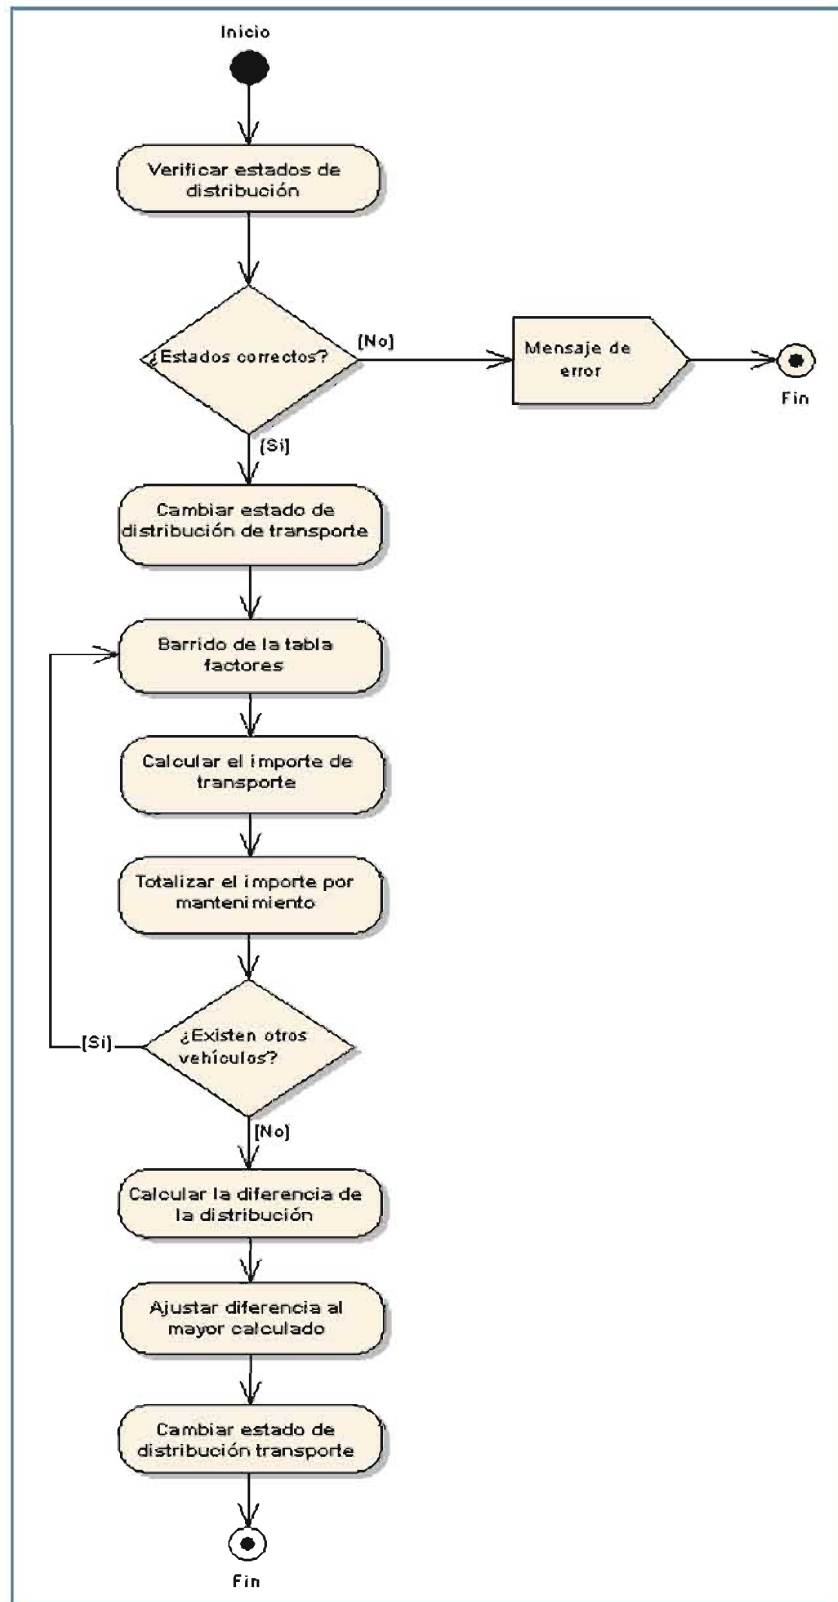 Inicio
Verificar estados de
distribución
¿Estados correctos?
[No]
Mensaje de
error
Fin
[Si]
Cambiar estado de
distribución de transporte
Barrido de la tabla
factores
Calcular el importe de
transporte
Totalizar el importe por
mantenimiento
¿Existen otros
vehículos?
[Si]
[No]
Calcular la diferencia de
la distribución
Ajustar diferencia al
mayor calculado
Cambiar estado de
distribución transporte
Fin